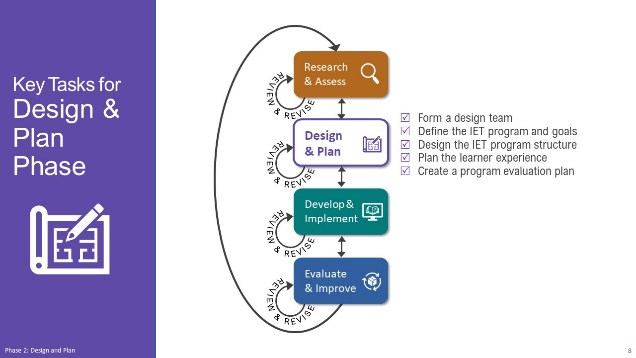 Key Tasks for
Design &
Plan
Phase
Research
& Assess
REVIEW & REVISE
Design
& Plan
REVIEW & REVISE
Develop &
Implement
REVIEW & REVISE
Evaluate
& Improve
REVIEW & REVISE
Form a design team
Define the IET program and goals
Design the IET program structure
Plan the learner experience
Create a program evaluation plan
Phase 2: Design and Plan
8